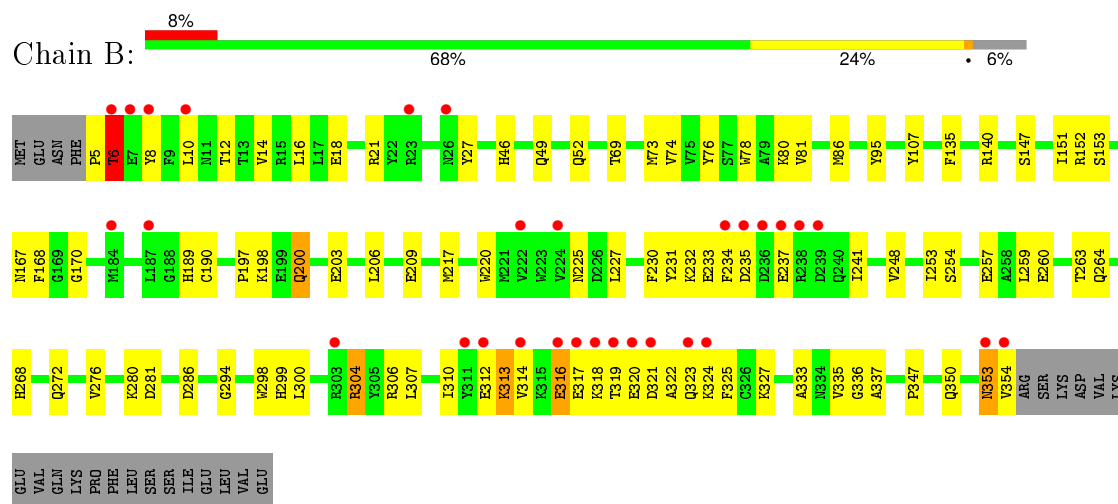 8%
Chain B:
68% 24% • 6%
MET GLU ASN PHE P5 T6 E7 Y8 F9 L10 N11 T12 T13 V14 R15 L16 L17 E18 R21 Y22 R23 N26 Y27 H46 Q49 Q52 T69 M73 V74 V75 Y76 S77 W78 A79 K80 V81 M86 Y95 Y107 F135 R140 S147 I151 R152 S153
N167 F168 G169 G170 M184 L187 G188 H189 C190 P197 K198 E199 Q200 E203 L206 E209 M217 W220 M221 V222 W223 V224 N225 D226 L227 F230 Y231 K232 E233 F234 D235 D236 E237 R238 D239 Q240 I241 V248 I253 S254 E257 A258 L259 E260 T263 Q264
H268 Q272 V276 K280 D281 D286 G294 W298 H299 L300 R303 R304 Y305 R306 L307 I310 Y311 E312 K313 V314 K315 E316 E317 K318 T319 E320 D321 A322 Q323 K324 F325 C326 K327 A333 N334 V335 G336 A337 P347 Q350 N353 V354 ARG SER LYS ASP VAL LYS
GLU VAL GLN LYS PRO PHE LEU SER SER ILE GLU LEU VAL GLU